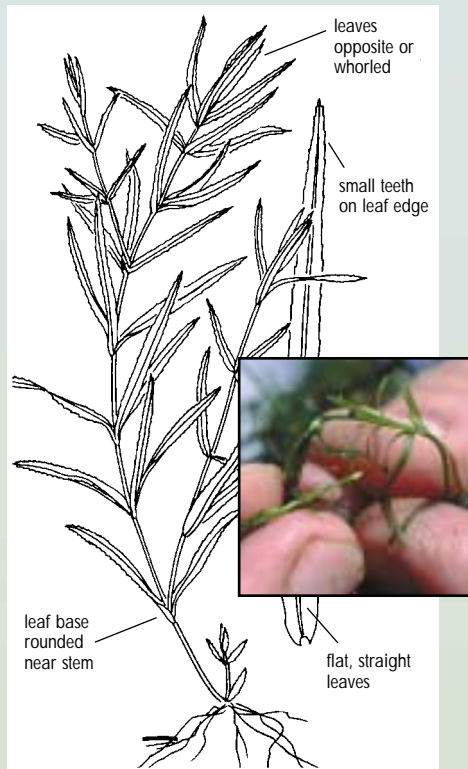 leaves
opposite or
whorled
small teeth
on leaf edge
leaf base
rounded
near stem
flat, straight
leaves